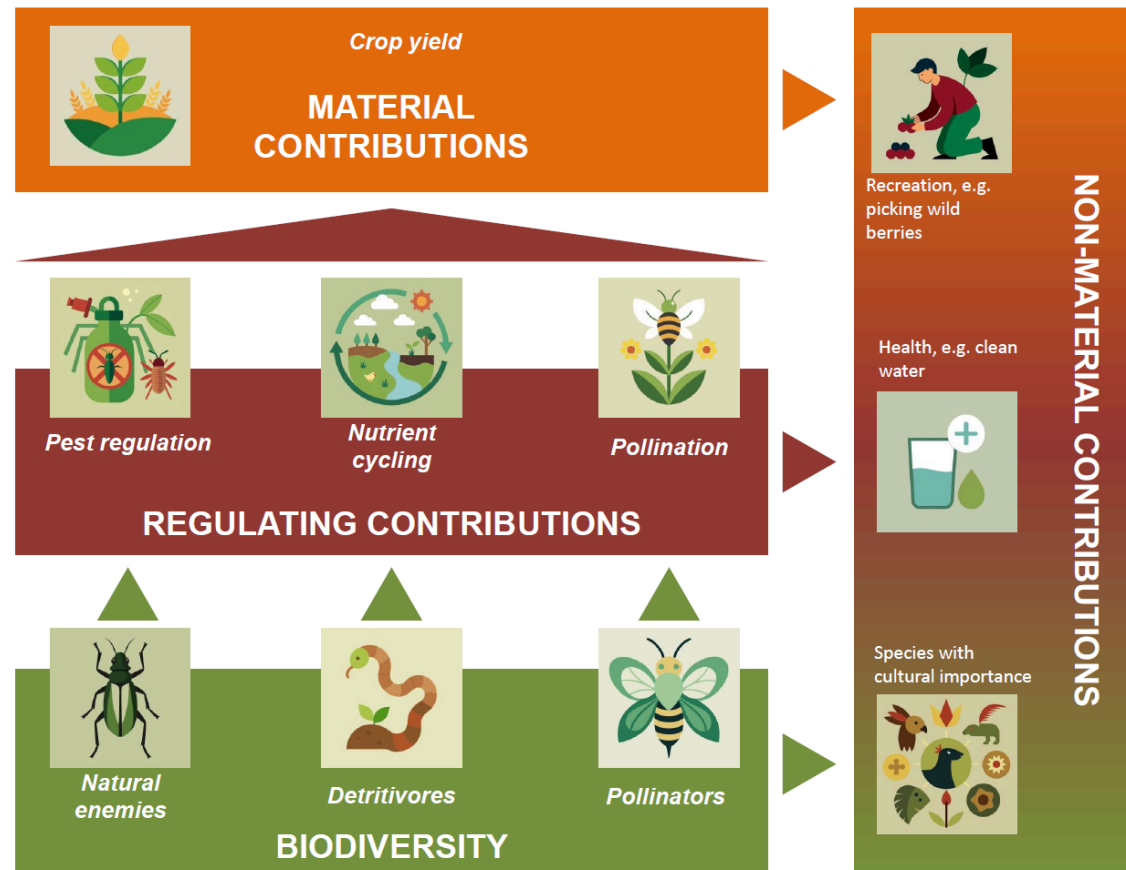 Crop yield
MATERIAL
CONTRIBUTIONS
Recreation, e.g.
picking wild
berries
Pest regulation
Nutrient
cycling
Pollination
REGULATING CONTRIBUTIONS
Health, e.g. clean
water
NON-MATERIAL CONTRIBUTIONS
Natural
enemies
Detritivores
Pollinators
BIODIVERSITY
Species with
cultural importance